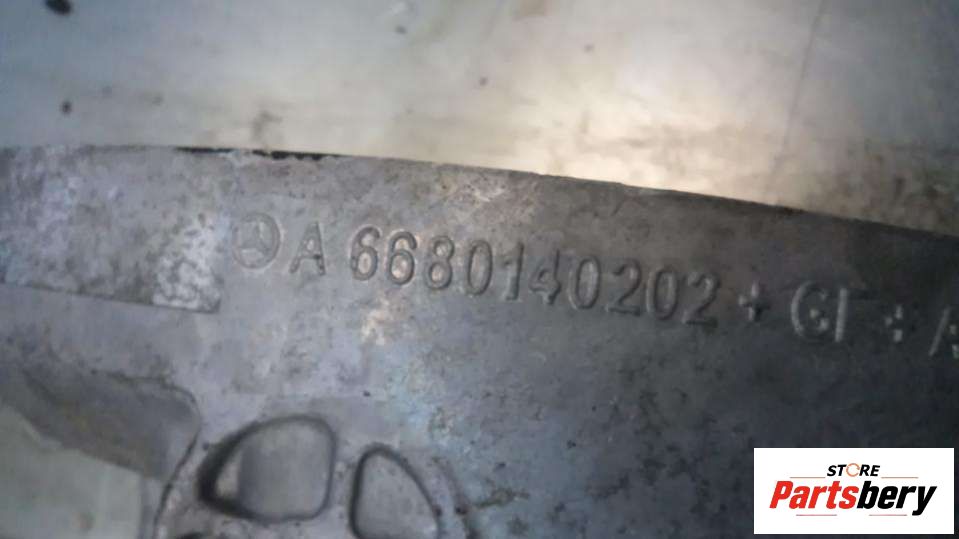 A 6680140202 + GF + A
STORE
Partsbery